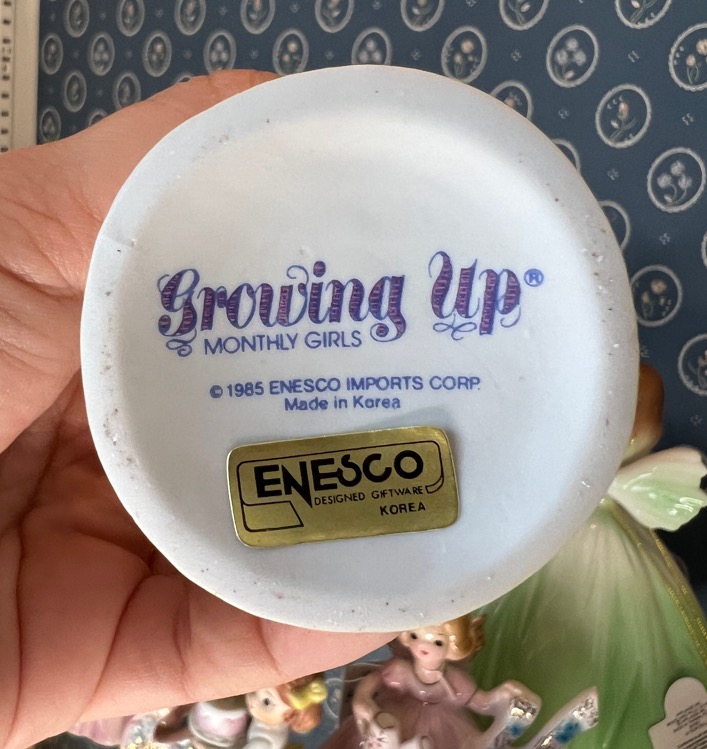 Growing Up®
MONTHLY GIRLS
© 1985 ENESCO IMPORTS CORP.
Made in Korea
ENESCO
DESIGNED GIFTWARE
KOREA